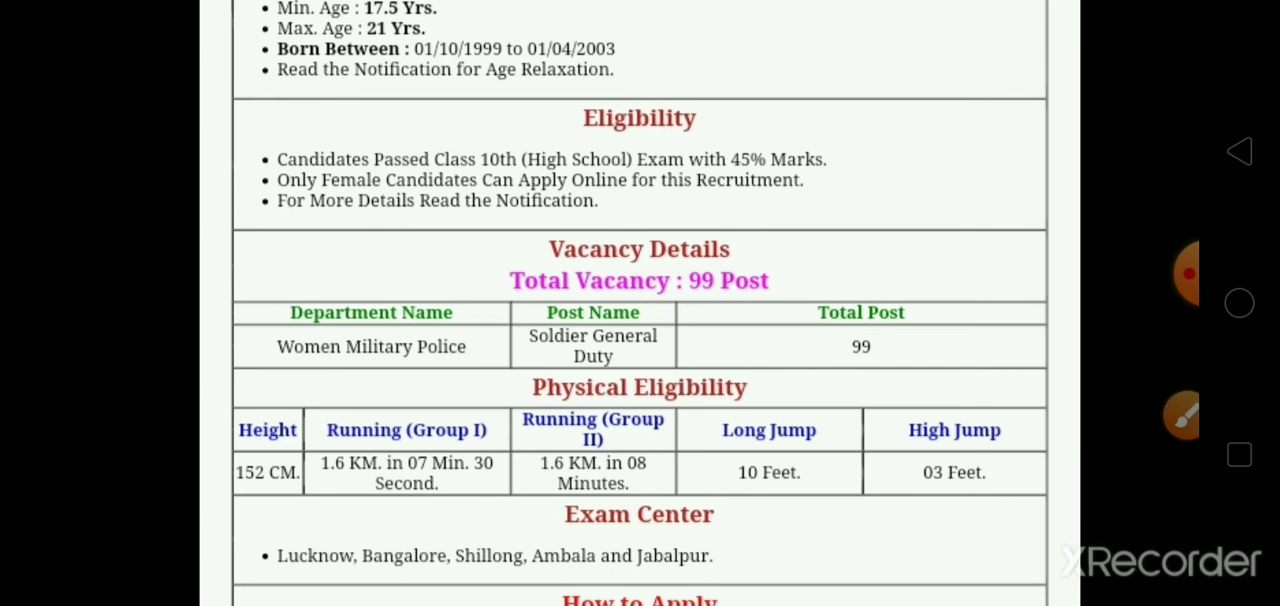 • Min. Age : 17.5 Yrs.
• Max. Age : 21 Yrs.
• Born Between : 01/10/1999 to 01/04/2003
• Read the Notification for Age Relaxation.
Eligibility
• Candidates Passed Class 10th (High School) Exam with 45% Marks.
• Only Female Candidates Can Apply Online for this Recruitment.
• For More Details Read the Notification.
Vacancy Details
Total Vacancy : 99 Post
Department Name Post Name Total Post
Women Military Police Soldier General Duty 99
Physical Eligibility
Height Running (Group I) Running (Group II) Long Jump High Jump
152 CM. 1.6 KM. in 07 Min. 30 Second. 1.6 KM. in 08 Minutes. 10 Feet. 03 Feet.
Exam Center
• Lucknow, Bangalore, Shillong, Ambala and Jabalpur.
How to Apply
XRecorder